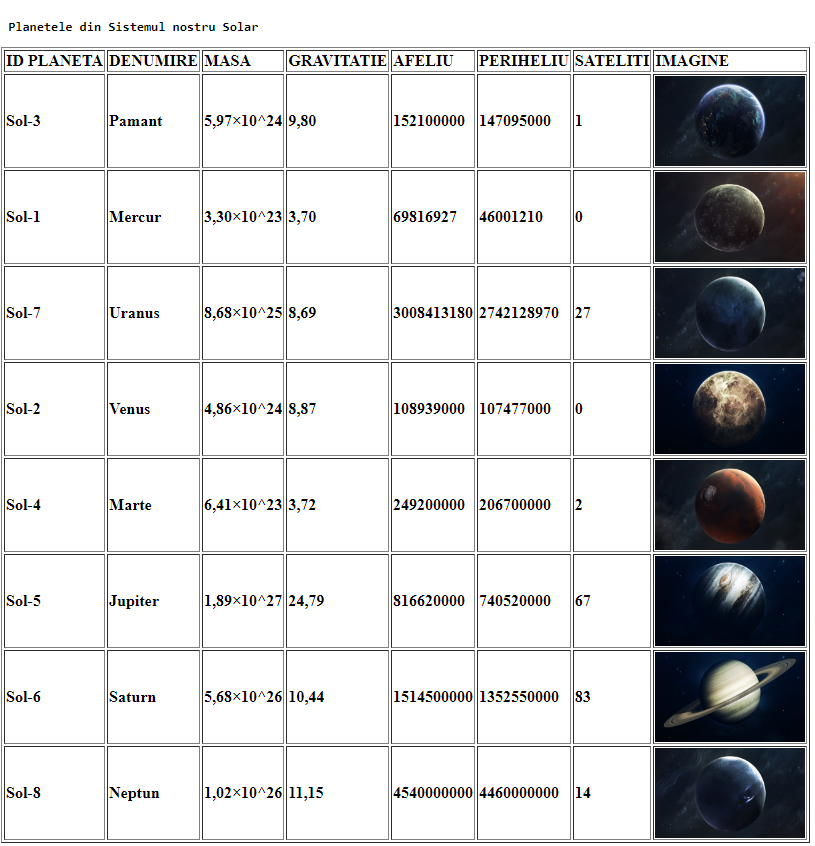 Planetele din Sistemul nostru Solar
ID PLANETA DENUMIRE MASA GRAVITATIE AFELIU PERIHELIU SATELITI IMAGINE
Sol-3 Pamant 5,97×10^24 9,80 152100000 147095000 1
Sol-1 Mercur 3,30×10^23 3,70 69816927 46001210 0
Sol-7 Uranus 8,68×10^25 8,69 3008413180 2742128970 27
Sol-2 Venus 4,86×10^24 8,87 108939000 107477000 0
Sol-4 Marte 6,41×10^23 3,72 249200000 206700000 2
Sol-5 Jupiter 1,89×10^27 24,79 816620000 740520000 67
Sol-6 Saturn 5,68×10^26 10,44 1514500000 1352550000 83
Sol-8 Neptun 1,02×10^26 11,15 4540000000 4460000000 14